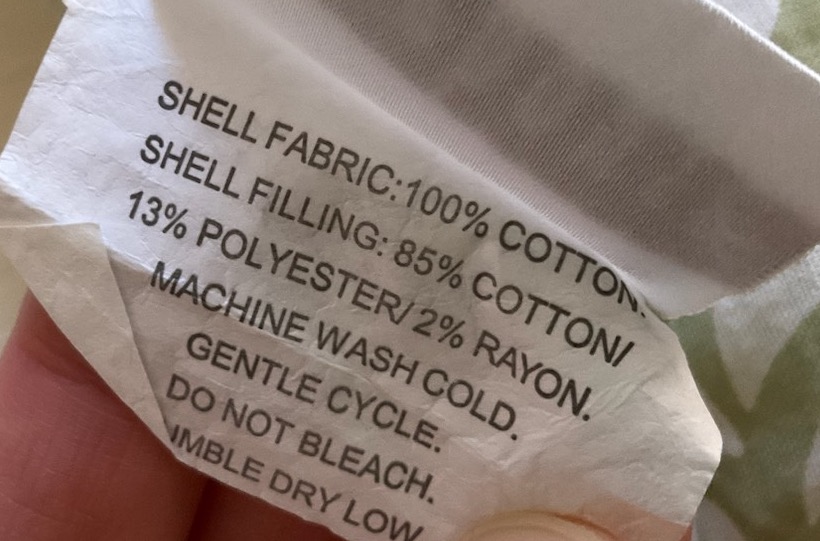 SHELL FABRIC:100% COTTON.
SHELL FILLING: 85% COTTON/
13% POLYESTER/ 2% RAYON.
MACHINE WASH COLD.
GENTLE CYCLE.
DO NOT BLEACH.
IMBLE DRY LOW